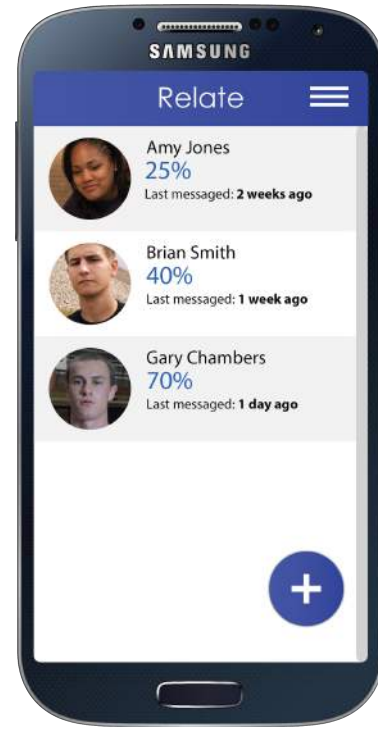 SAMSUNG
Relate
Amy Jones
25%
Last messaged: 2 weeks ago
Brian Smith
40%
Last messaged: 1 week ago
Gary Chambers
70%
Last messaged: 1 day ago
+